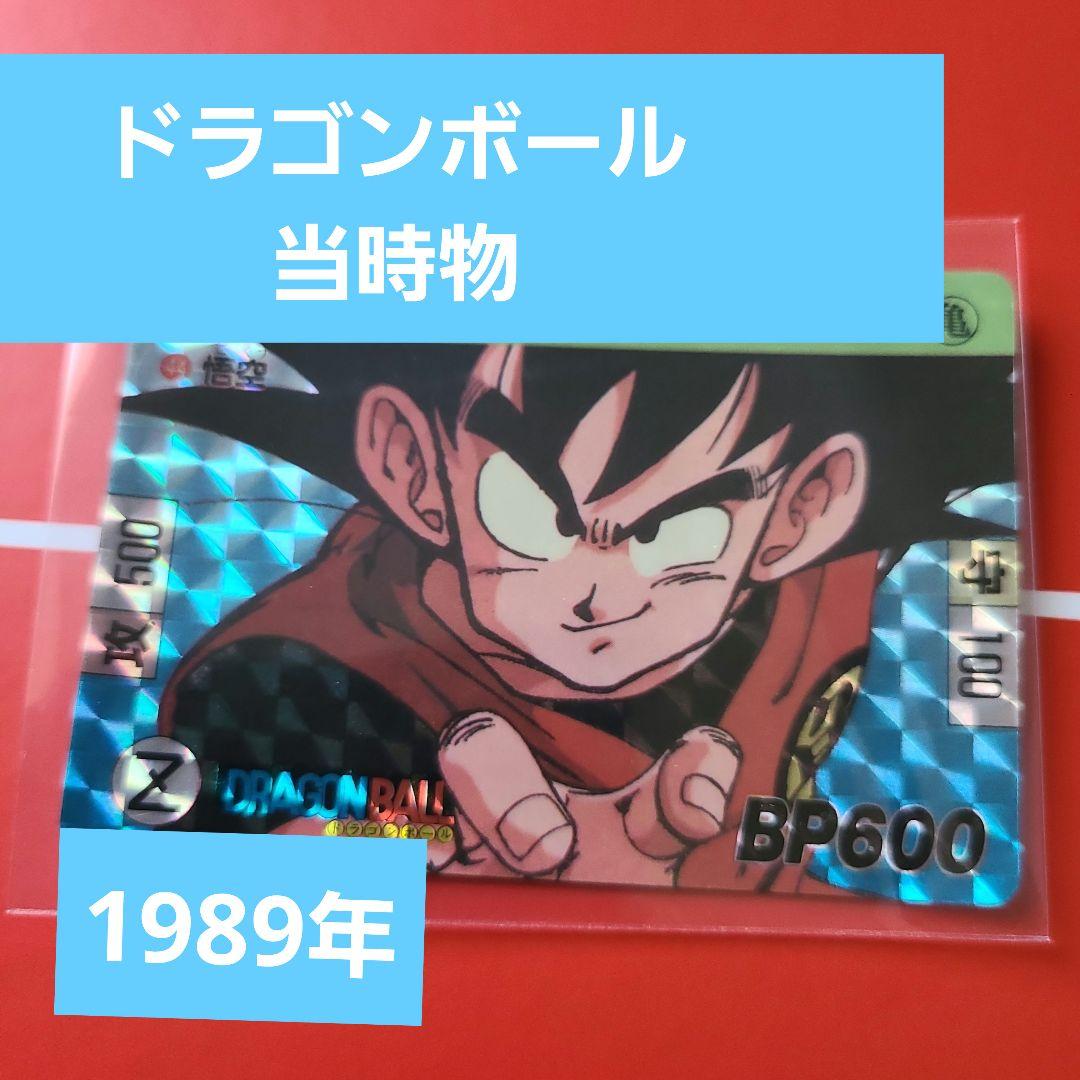 ドラゴンボール
当時物
亀
悟空
攻 500
守 100
Z
DRAGON BALL
ドラゴンボール
BP600
1989年